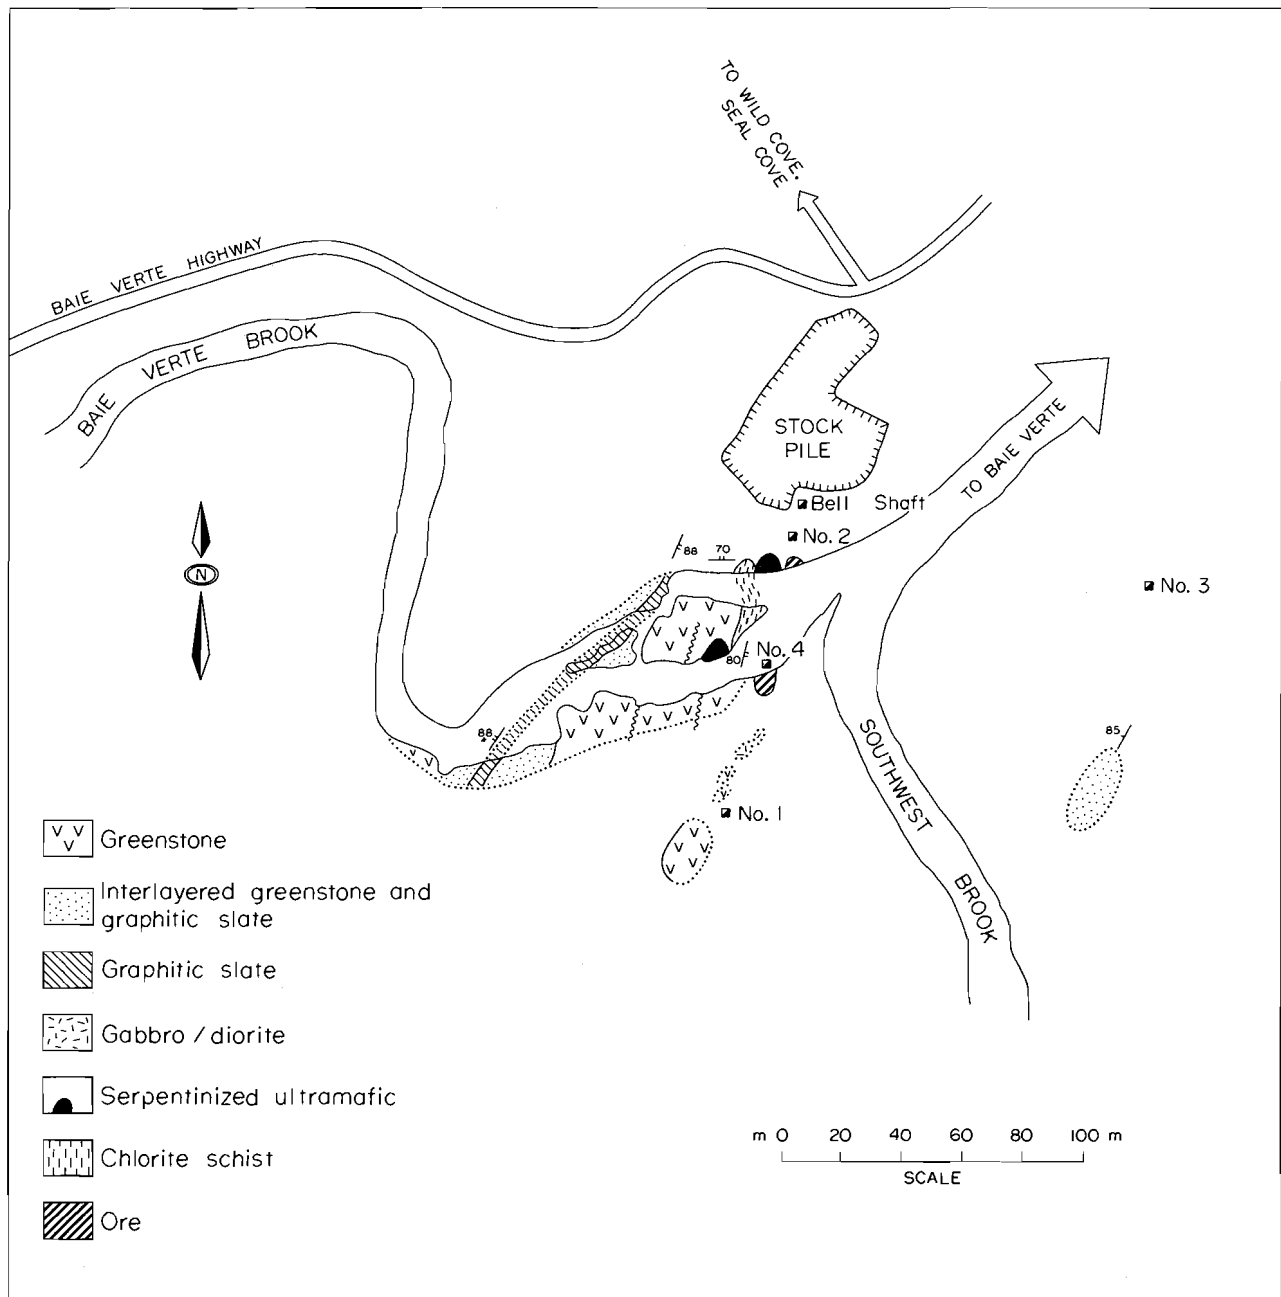 TO WILD COVE,
SEAL COVE
BAIE VERTE HIGHWAY
BAIE VERTE BROOK
STOCK
PILE
TO BAIE VERTE
Bell Shaft
No. 2
88
70
N
No. 3
No. 4
80
88
85
SOUTHWEST BROOK
No. 1
V V
V
Greenstone
Interlayered greenstone and
graphitic slate
Graphitic slate
Gabbro / diorite
Serpentinized ultramafic
Chlorite schist
Ore
m 0 20 40 60 80 100 m
SCALE